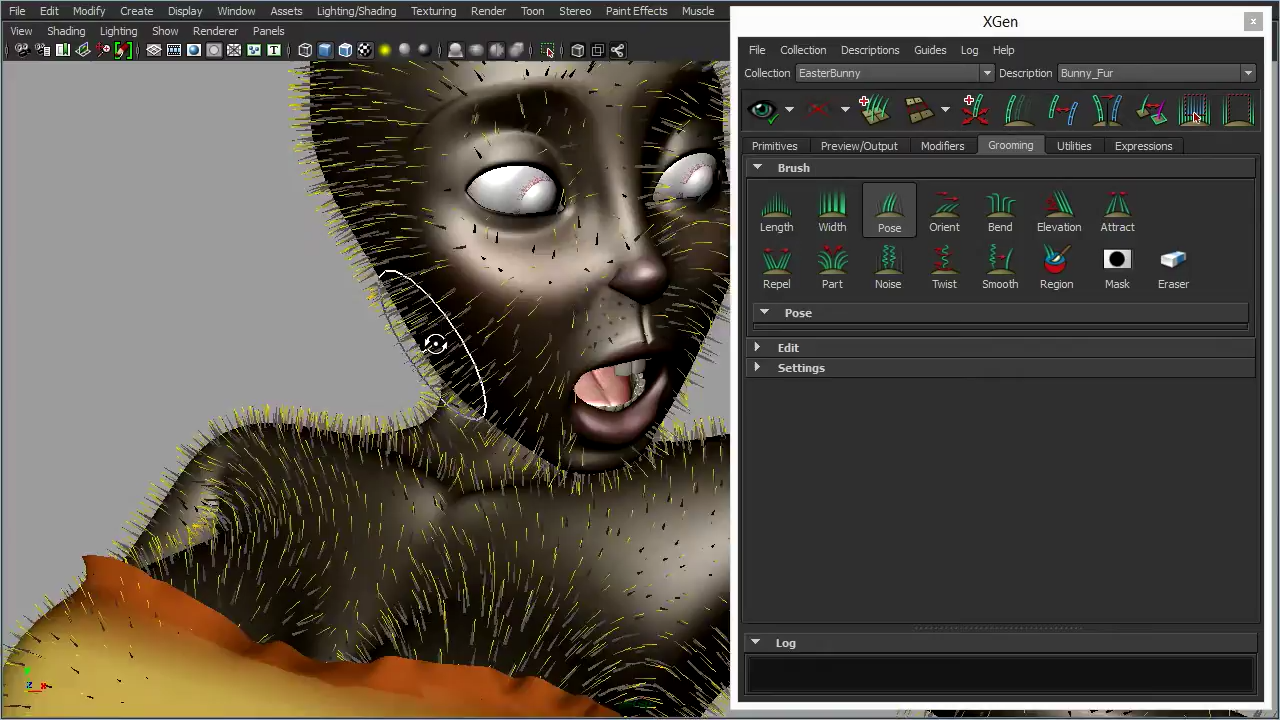 File Edit Modify Create Display Window Assets Lighting/Shading Texturing Render Toon Stereo Paint Effects Muscle
View Shading Lighting Show Renderer Panels
XGen
File Collection Descriptions Guides Log Help
Collection EasterBunny Description Bunny_Fur
Primitives Preview/Output Modifiers Grooming Utilities Expressions
Brush
Length Width Pose Orient Bend Elevation Attract
Repel Part Noise Twist Smooth Region Mask Eraser
Pose
Edit
Settings
Log